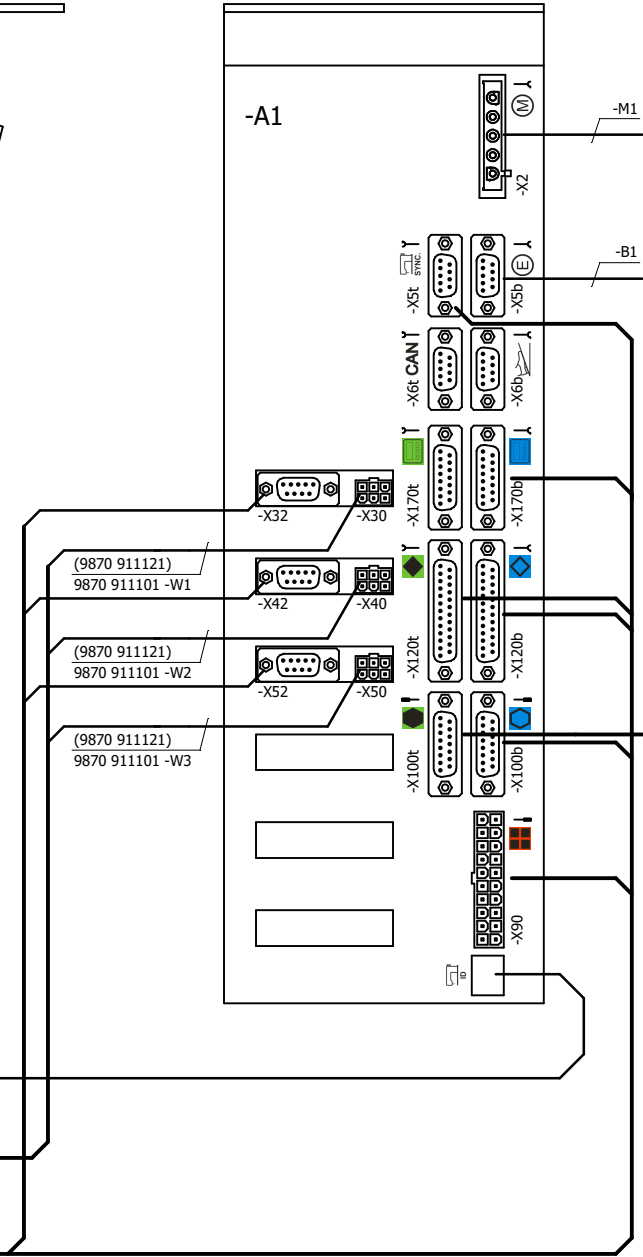 -A1
M
-X2
-M1
SYNC.
-X5t
E
-X5b
-B1
-X6t CAN
-X6b
-X170t
-X170b
-X32
-X30
(9870 911121)
9870 911101 -W1
-X42
-X40
-X120t
-X120b
(9870 911121)
9870 911101 -W2
-X52
-X50
(9870 911121)
9870 911101 -W3
-X100t
-X100b
-X90
ID